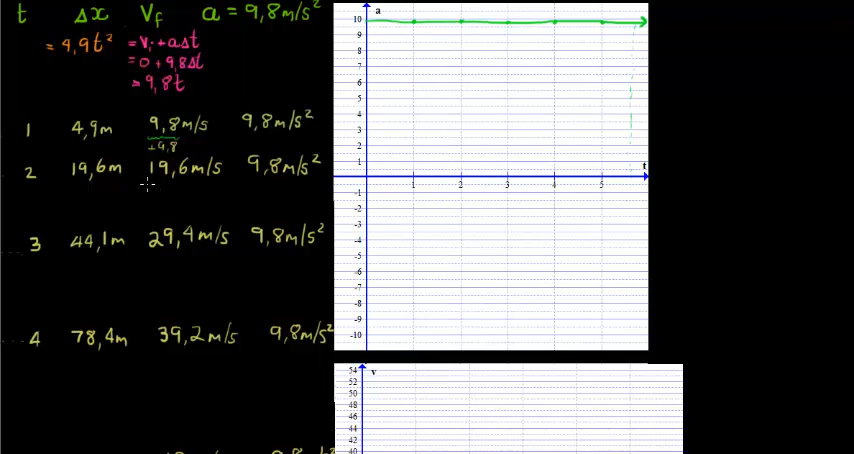 t Δx Vf a = 9,8m/s²
= 4,9t² = Vi + aΔt
= 0 + 9,8Δt
= 9,8t
1 4,9m 9,8m/s 9,8m/s²
+9,8
2 19,6m 19,6m/s 9,8m/s²
3 44,1m 29,4m/s 9,8m/s²
4 78,4m 39,2m/s 9,8m/s²
a
10
9
8
7
6
5
4
3
2
1
t
1 2 3 4 5
-1
-2
-3
-4
-5
-6
-7
-8
-9
-10
v
54
52
50
48
46
44
42
40